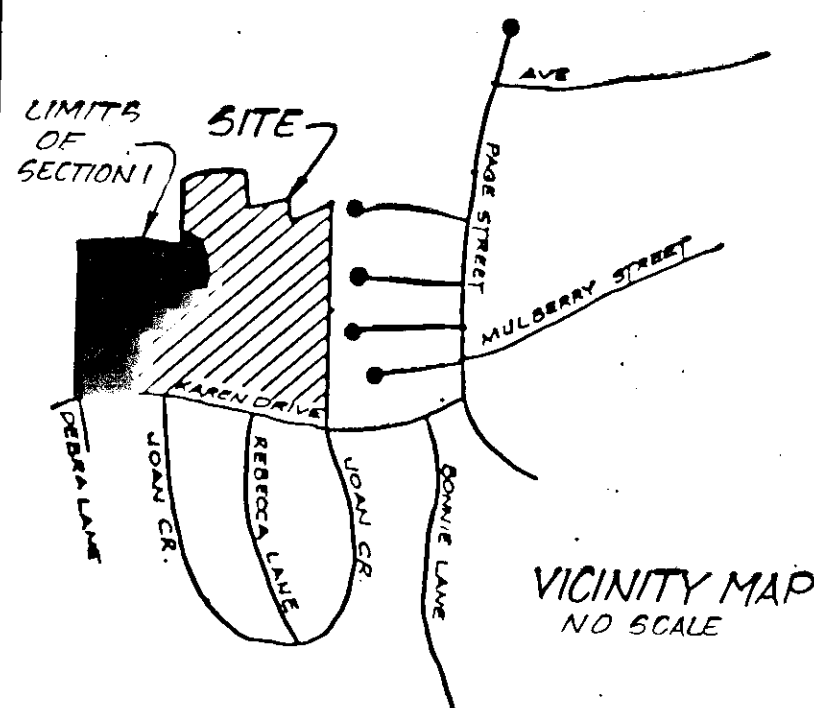 AVE
LIMITS
OF
SECTION I
SITE
PAGE STREET
MULBERRY STREET
KAREN DRIVE
DEBRA LANE
JOAN CR.
REBECCA LANE
JOAN CR.
BONNIE LANE
VICINITY MAP
NO SCALE